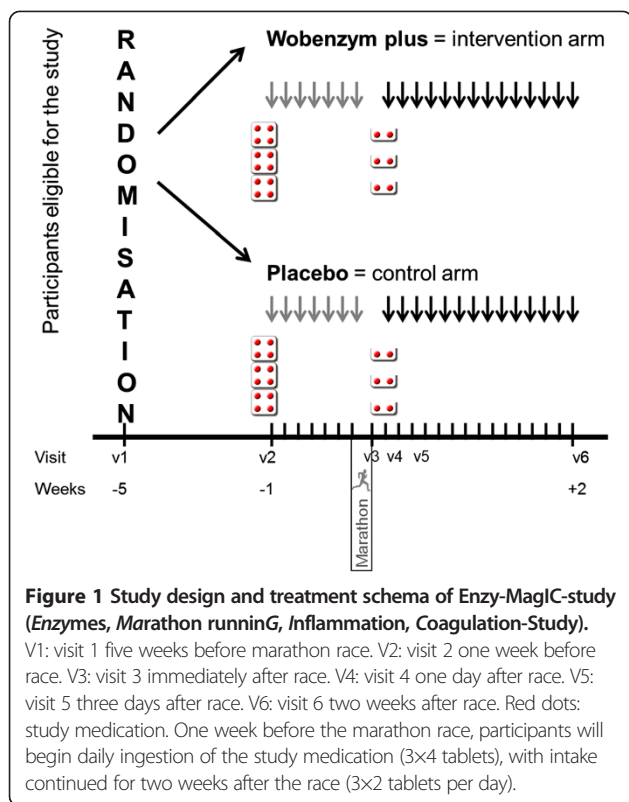 Participants eligible for the study
RANDOMISATION
Wobenzym plus = intervention arm
Placebo = control arm
Visit v1 v2 v3 v4 v5 v6
Weeks -5 -1 +2
Marathon
Figure 1 Study design and treatment schema of Enzy-MagIC-study
(Enzymes, Marathon runninG, Inflammation, Coagulation-Study).
V1: visit 1 five weeks before marathon race. V2: visit 2 one week before
race. V3: visit 3 immediately after race. V4: visit 4 one day after race. V5:
visit 5 three days after race. V6: visit 6 two weeks after race. Red dots:
study medication. One week before the marathon race, participants will
begin daily ingestion of the study medication (3×4 tablets), with intake
continued for two weeks after the race (3×2 tablets per day).